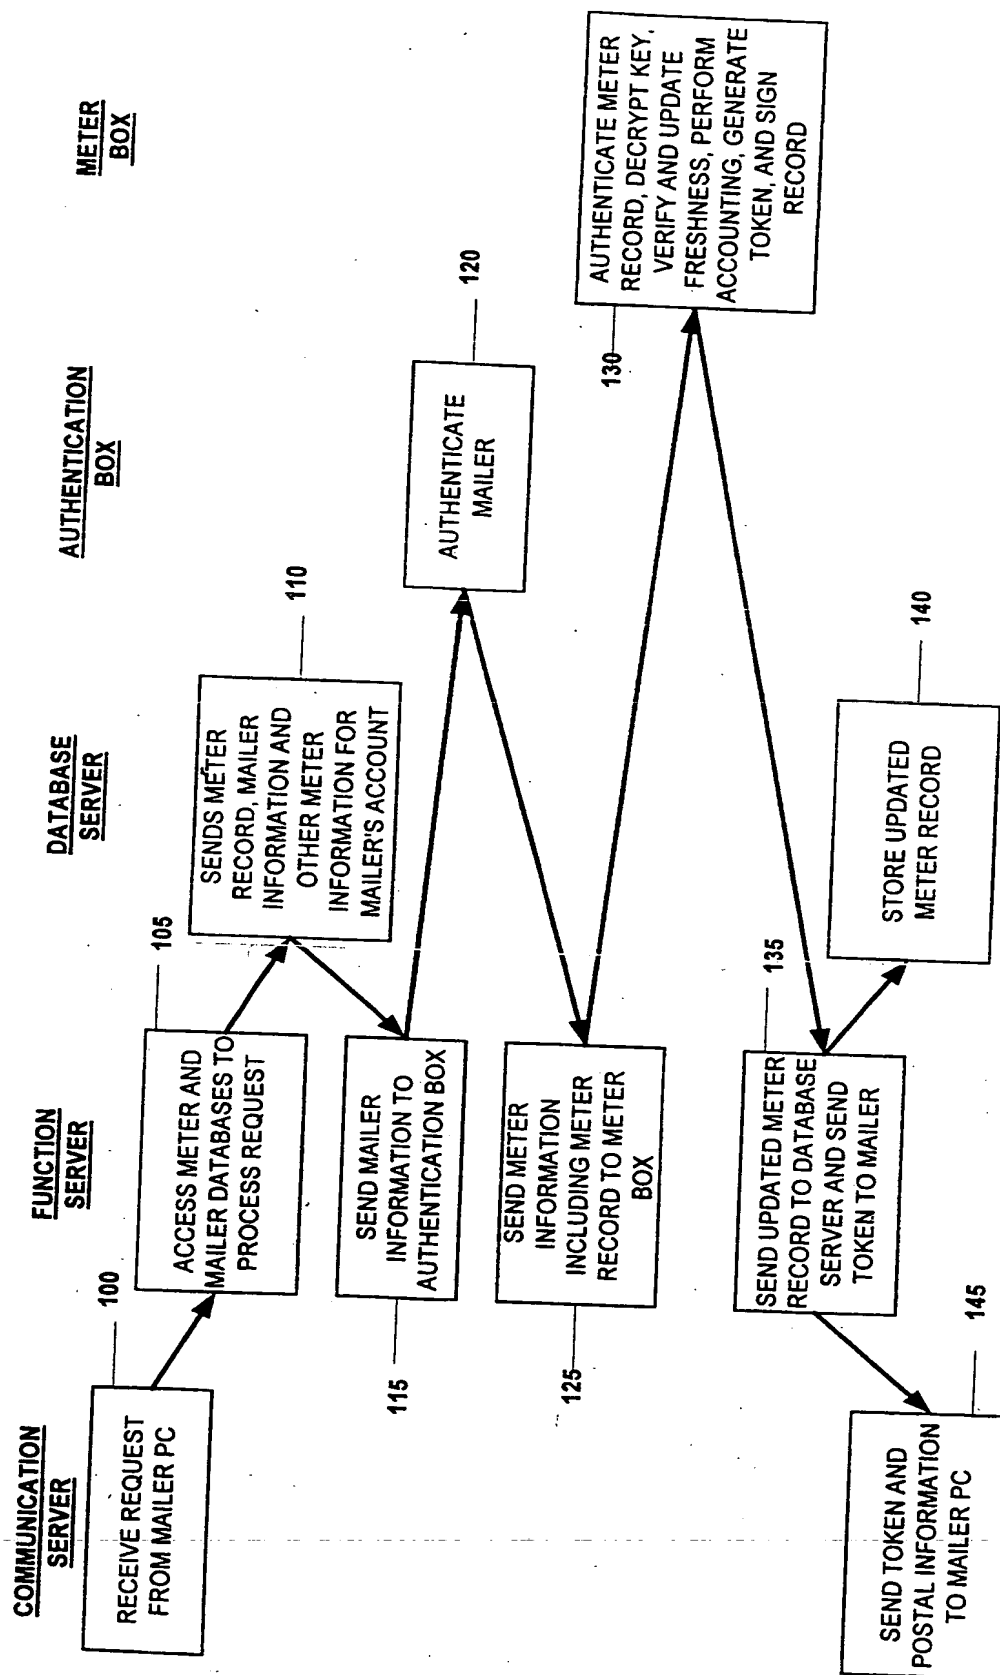 COMMUNICATION
SERVER
FUNCTION
SERVER
DATABASE
SERVER
AUTHENTICATION
BOX
METER
BOX
100
RECEIVE REQUEST
FROM MAILER PC
105
ACCESS METER AND
MAILER DATABASES TO
PROCESS REQUEST
110
SENDS METER
RECORD, MAILER
INFORMATION AND
OTHER METER
INFORMATION FOR
MAILER'S ACCOUNT
115
SEND MAILER
INFORMATION TO
AUTHENTICATION BOX
120
AUTHENTICATE
MAILER
125
SEND METER
INFORMATION
INCLUDING METER
RECORD TO METER
BOX
130
AUTHENTICATE METER
RECORD, DECRYPT KEY,
VERIFY AND UPDATE
FRESHNESS, PERFORM
ACCOUNTING, GENERATE
TOKEN, AND SIGN
RECORD
135
SEND UPDATED METER
RECORD TO DATABASE
SERVER AND SEND
TOKEN TO MAILER
140
STORE UPDATED
METER RECORD
145
SEND TOKEN AND
POSTAL INFORMATION
TO MAILER PC